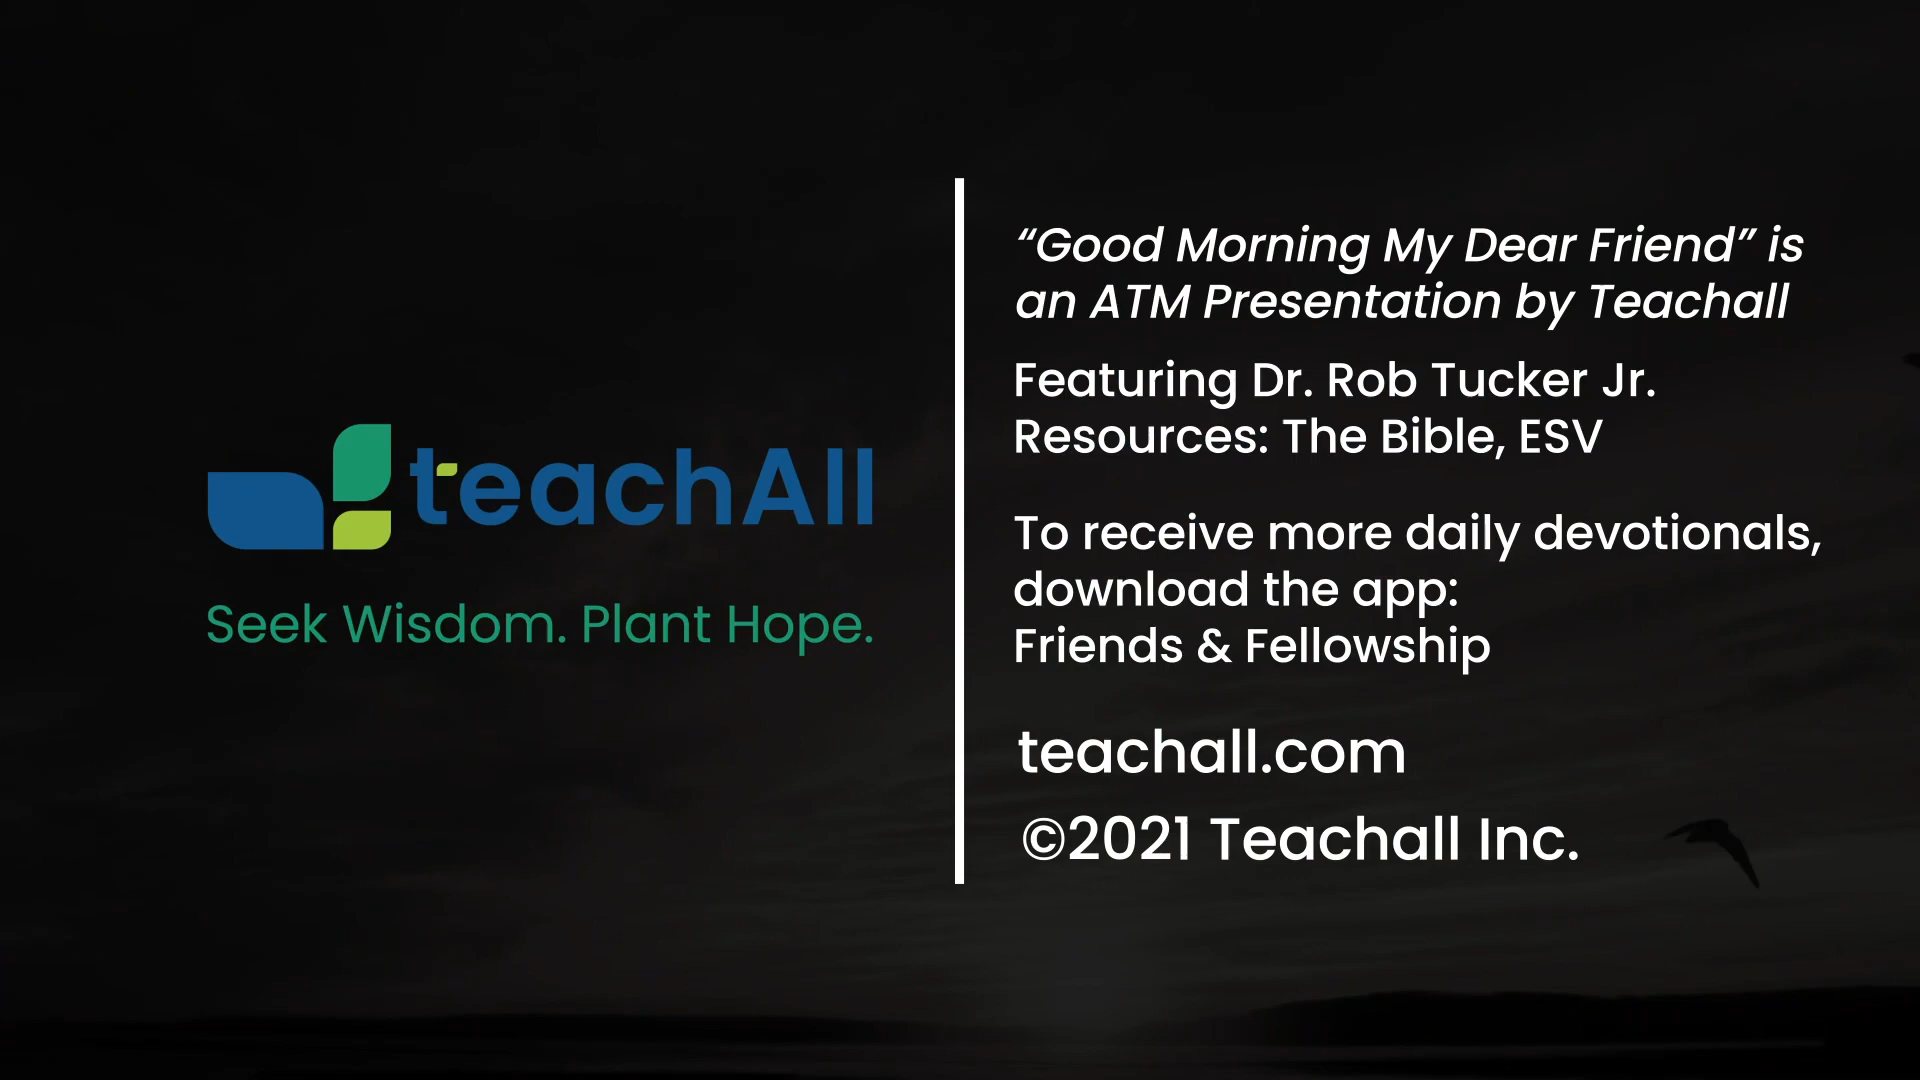 teachAll
Seek Wisdom. Plant Hope.
“Good Morning My Dear Friend” is
an ATM Presentation by Teachall
Featuring Dr. Rob Tucker Jr.
Resources: The Bible, ESV
To receive more daily devotionals,
download the app:
Friends & Fellowship
teachall.com
©2021 Teachall Inc.